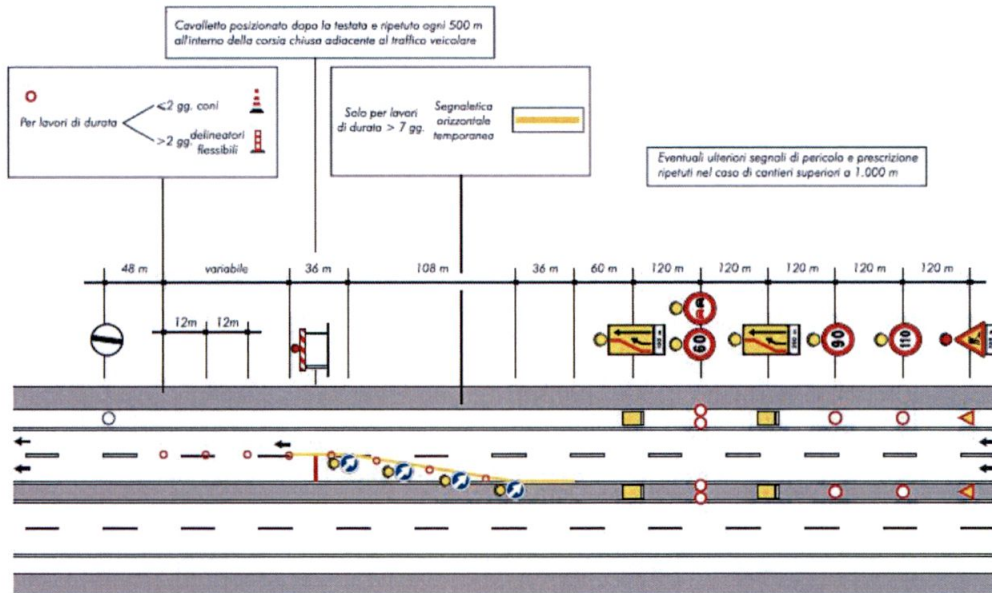 Cavalletto posizionato dopo la testata e ripetuto ogni 500 m
all'interno della corsia chiusa adiacente al traffico veicolare
Per lavori di durata
<2 gg. coni
>2 gg. delineatori
flessibili
Solo per lavori
di durata > 7 gg.
Segnaletica
orizzontale
temporanea
Eventuali ulteriori segnali di pericolo e prescrizione
ripetuti nel caso di cantieri superiori a 1.000 m
48 m
variabile
36 m
108 m
36 m
60 m
120 m
120 m
120 m
120 m
120 m
12m
12m
60
90
110